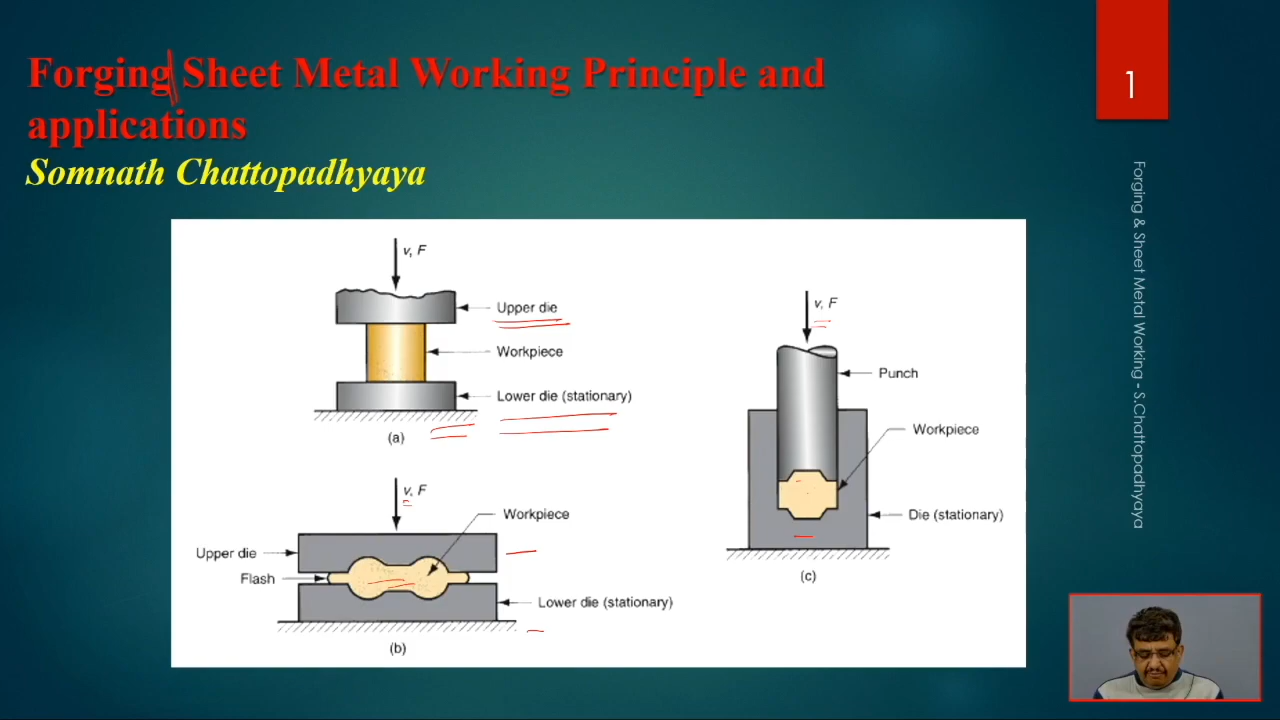 Forging Sheet Metal Working Principle and
applications
Somnath Chattopadhyaya
1
Forging & Sheet Metal Working - S.Chattopadhyaya
v, F
Upper die
Workpiece
Lower die (stationary)
(a)
v, F
Workpiece
Upper die
Flash
Lower die (stationary)
(b)
v, F
Punch
Workpiece
Die (stationary)
(c)